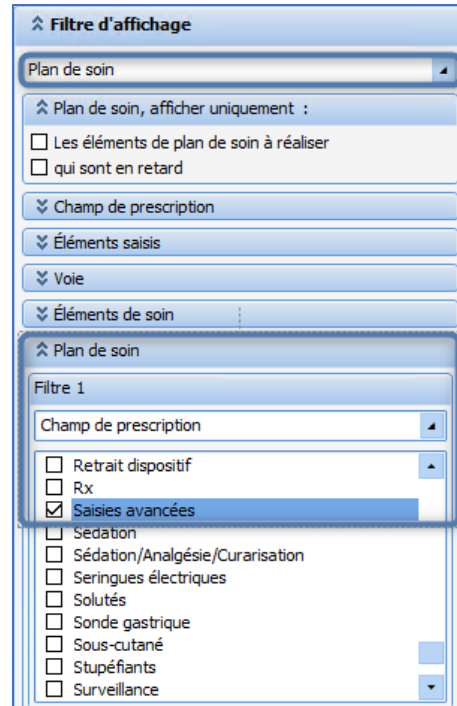 Filtre d'affichage
Plan de soin
Plan de soin, afficher uniquement :
Les éléments de plan de soin à réaliser
qui sont en retard
Champ de prescription
Éléments saisis
Voie
Éléments de soin
Plan de soin
Filtre 1
Champ de prescription
Retrait dispositif
Rx
Saisies avancées
Sédation
Sédation/Analgésie/Curarisation
Seringues électriques
Solutés
Sonde gastrique
Sous-cutané
Stupéfiants
Surveillance